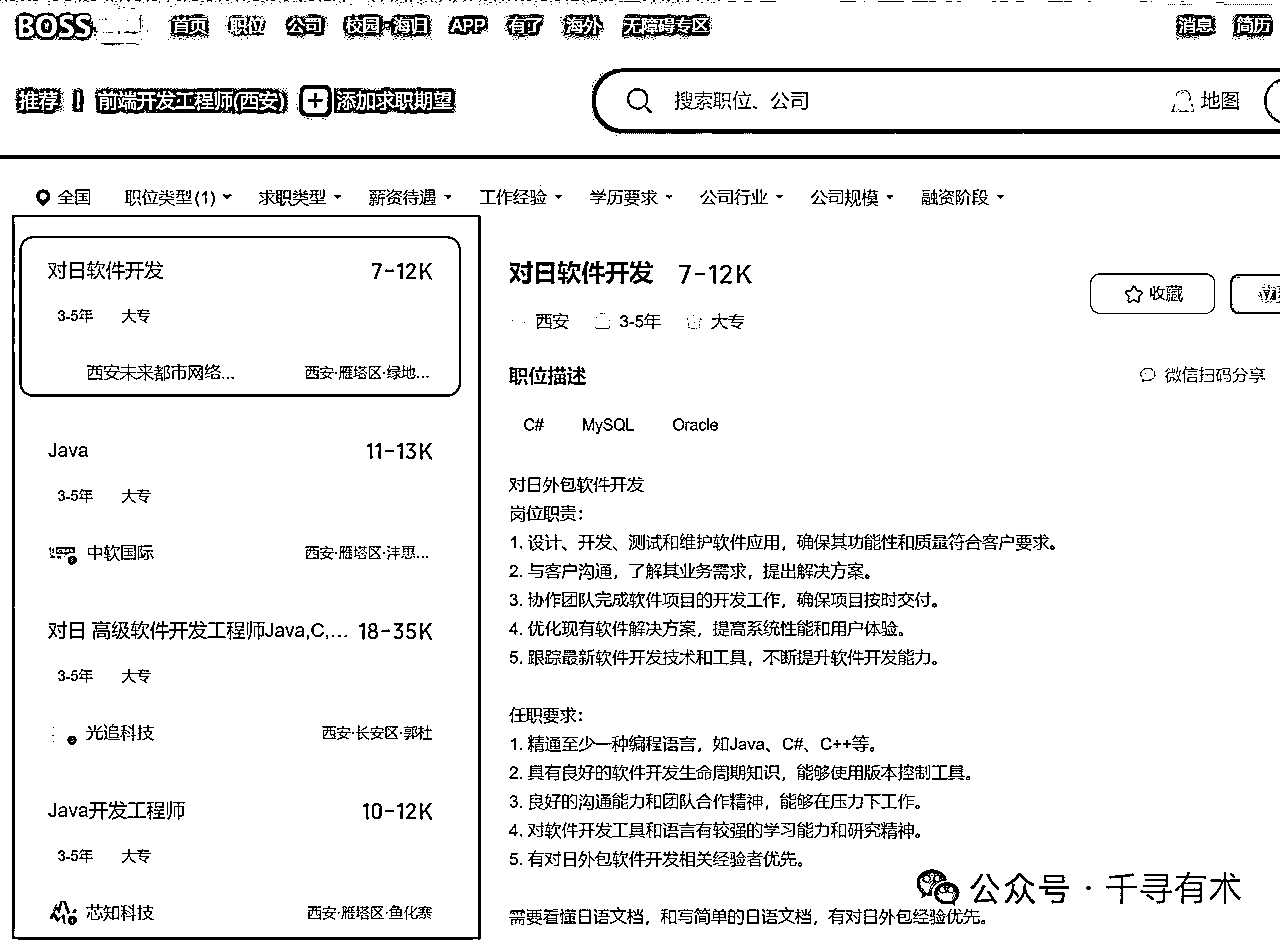 BOSS 首页 职位 公司 校园 海归 APP 有了 海外 无障碍专区 消息 简历
推荐 前端开发工程师(西安) 添加求职期望 搜索职位、公司 地图
全国 职位类型(1) 求职类型 薪资待遇 工作经验 学历要求 公司行业 公司规模 融资阶段
对日软件开发 7-12K
3-5年 大专
西安未来都市网络... 西安·雁塔区·绿地...
Java 11-13K
3-5年 大专
中软国际 西安·雁塔区·沣惠...
对日 高级软件开发工程师Java,C,... 18-35K
3-5年 大专
光追科技 西安·长安区·郭杜
Java开发工程师 10-12K
3-5年 大专
芯知科技 西安·雁塔区·鱼化寨
对日软件开发 7-12K
收藏
西安 3-5年 大专
职位描述
微信扫码分享
C# MySQL Oracle
对日外包软件开发
岗位职责：
1. 设计、开发、测试和维护软件应用，确保其功能性和质量符合客户要求。
2. 与客户沟通，了解其业务需求，提出解决方案。
3. 协作团队完成软件项目的开发工作，确保项目按时交付。
4. 优化现有软件解决方案，提高系统性能和用户体验。
5. 跟踪最新软件开发技术和工具，不断提升软件开发能力。
任职要求：
1. 精通至少一种编程语言，如Java、C#、C++等。
2. 具有良好的软件开发生命周期知识，能够使用版本控制工具。
3. 良好的沟通能力和团队合作精神，能够在压力下工作。
4. 对软件开发工具和语言有较强的学习能力和研究精神。
5. 有对日外包软件开发相关经验者优先。
需要看懂日语文档，和写简单的日语文档，有对日外包经验优先。
公众号·千寻有术